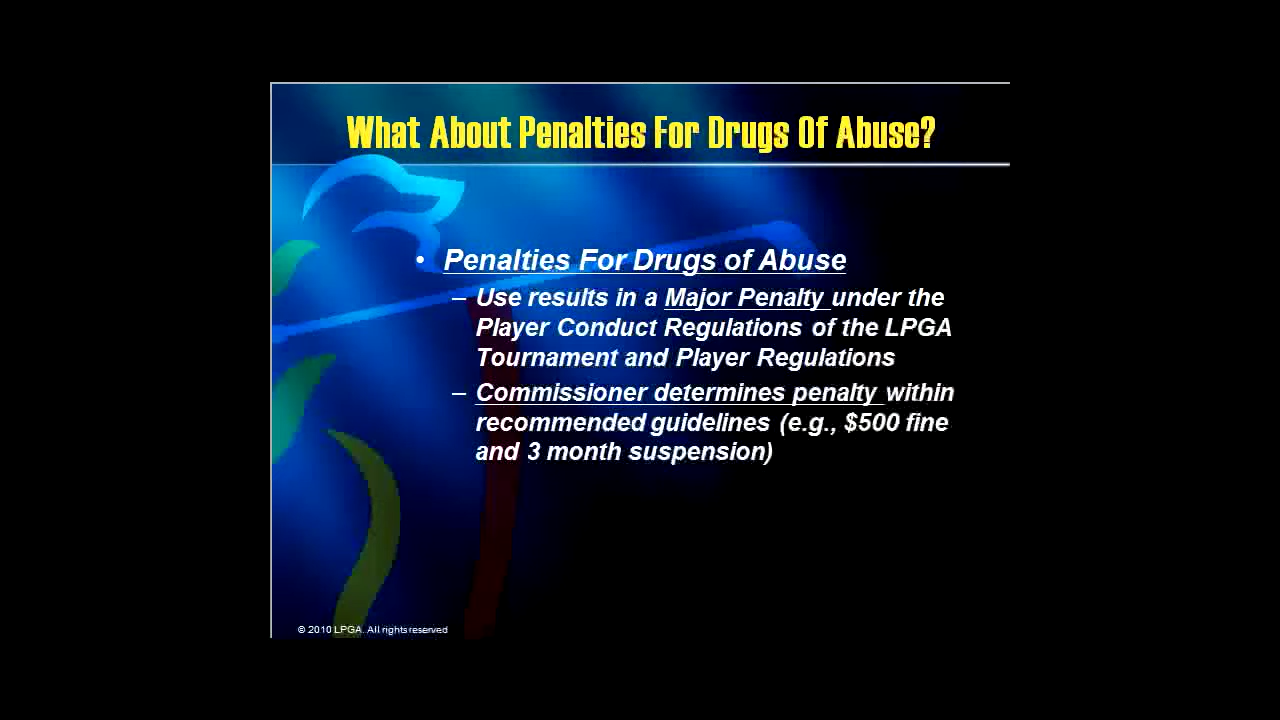 What About Penalties For Drugs Of Abuse?
• Penalties For Drugs of Abuse
– Use results in a Major Penalty under the
Player Conduct Regulations of the LPGA
Tournament and Player Regulations
– Commissioner determines penalty within
recommended guidelines (e.g., $500 fine
and 3 month suspension)
© 2010 LPGA. All rights reserved